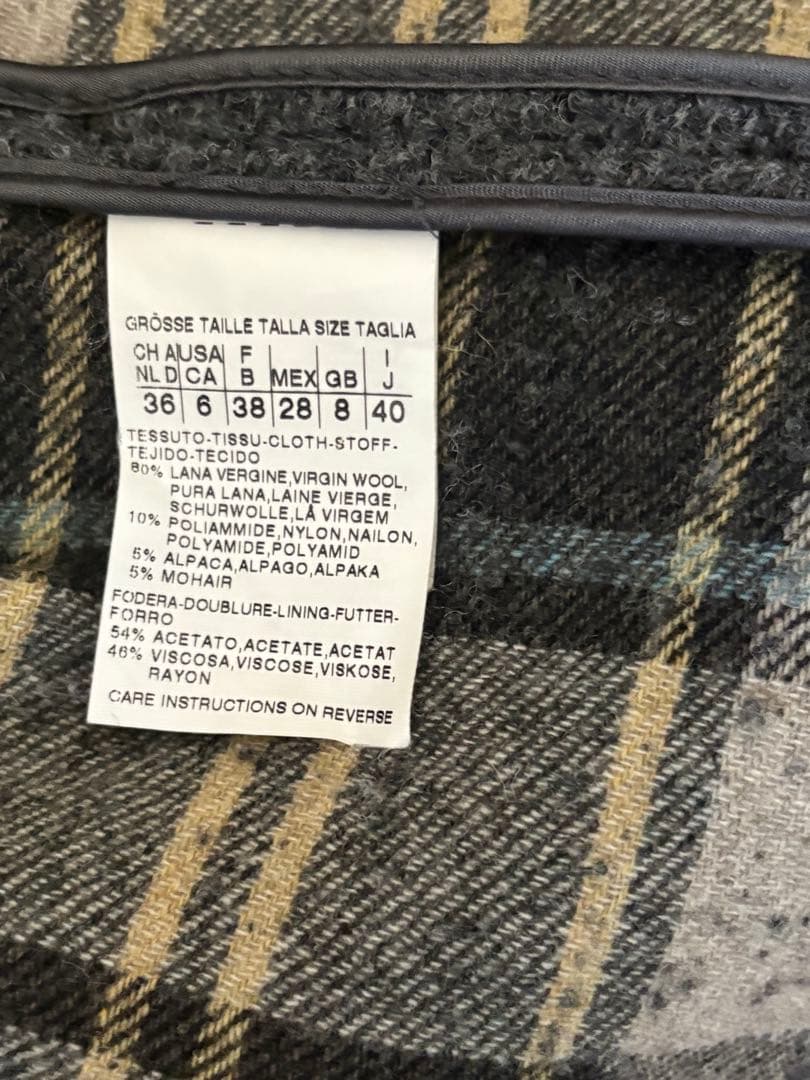 GRÖSSE TAILLE TALLA SIZE TAGLIA
CH A USA F I
NL D CA B MEX GB J
36 6 38 28 8 40
TESSUTO-TISSU-CLOTH-STOFF-
TEJIDO-TECIDO
80% LANA VERGINE,VIRGIN WOOL,
PURA LANA,LAINE VIERGE,
SCHURWOLLE,LÃ VIRGEM
10% POLIAMMIDE,NYLON,NAILON,
POLYAMIDE,POLYAMID
5% ALPACA,ALPAGO,ALPAKA
5% MOHAIR
FODERA-DOUBLURE-LINING-FUTTER-
FORRO
54% ACETATO,ACETATE,ACETAT
46% VISCOSA,VISCOSE,VISKOSE,
RAYON
CARE INSTRUCTIONS ON REVERSE